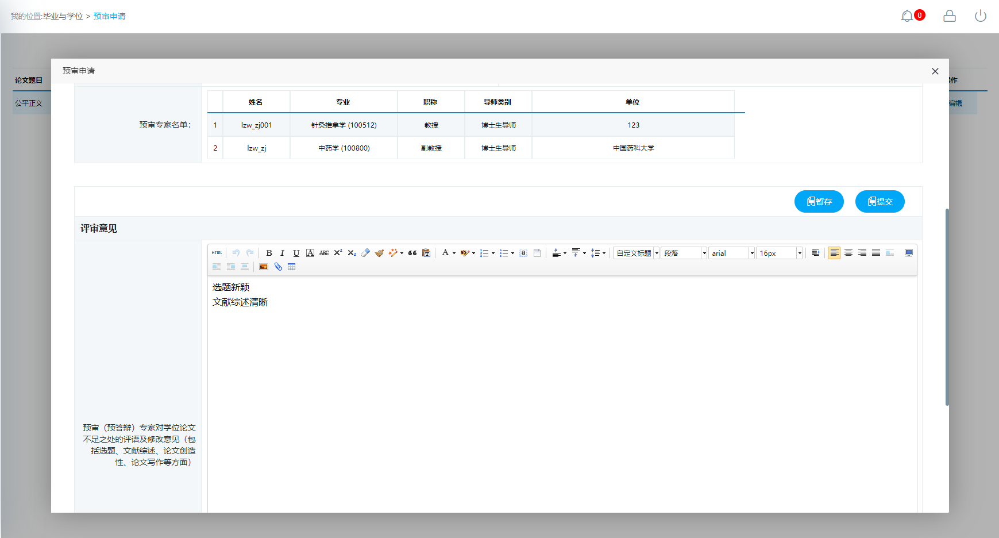 我的位置:毕业与学位 > 预审申请
0
预审申请
论文题目
操作
公平正义
编辑
预审专家名单：
姓名 专业 职称 导师类别 单位
1 lzw_zj001 针灸推拿学 (100512) 教授 博士生导师 123
2 lzw_zj 中药学 (100800) 副教授 博士生导师 中国药科大学
暂存 提交
评审意见
HTML B I U A ABC X² X₂ A ab a 自定义标题 段落 arial 16px
选题新颖
文献综述清晰
预审（预答辩）专家对学位论文
不足之处的评语及修改意见（包
括选题、文献综述、论文创造
性、论文写作等方面）